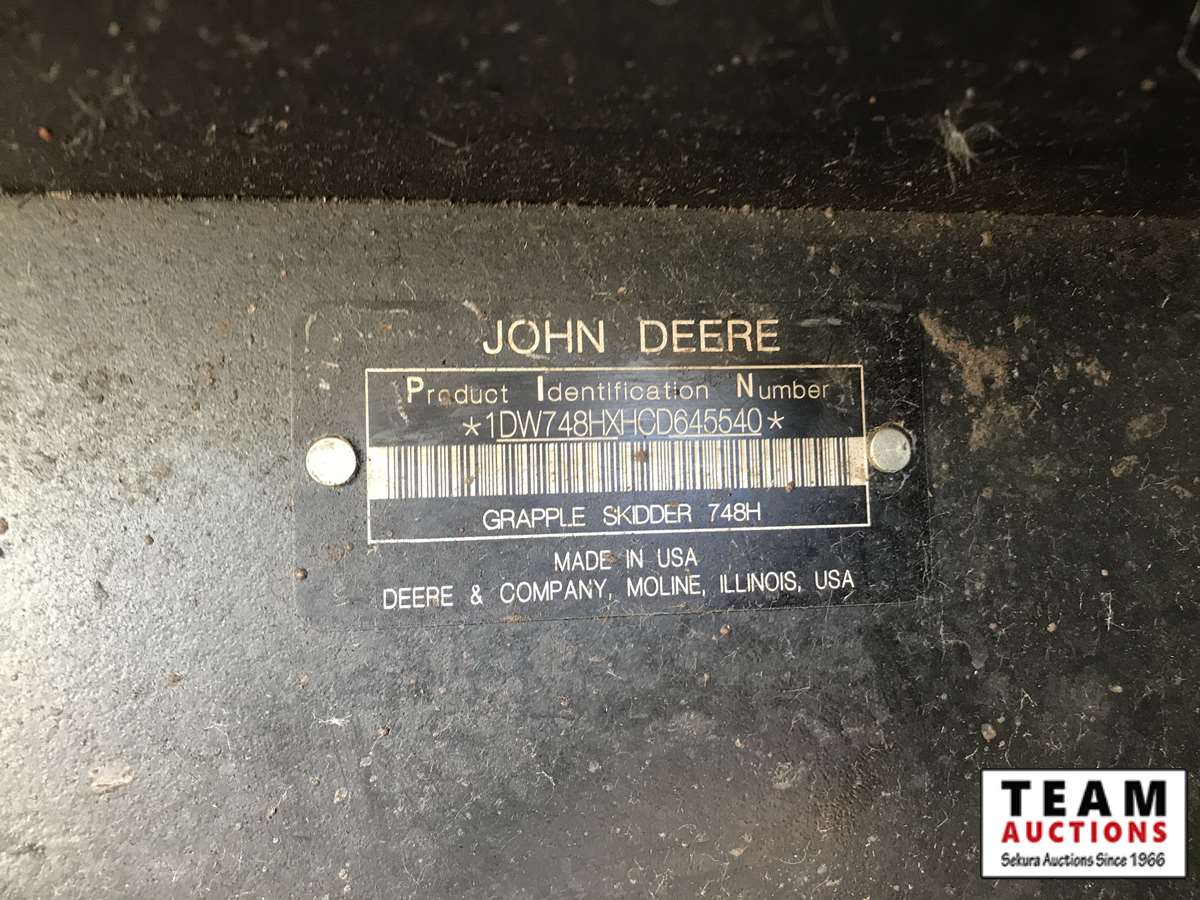 JOHN DEERE
Product Identification Number
*1DW748HXHCD645540*
GRAPPLE SKIDDER 748H
MADE IN USA
DEERE & COMPANY, MOLINE, ILLINOIS, USA
TEAM
AUCTIONS
Sekura Auctions Since 1966